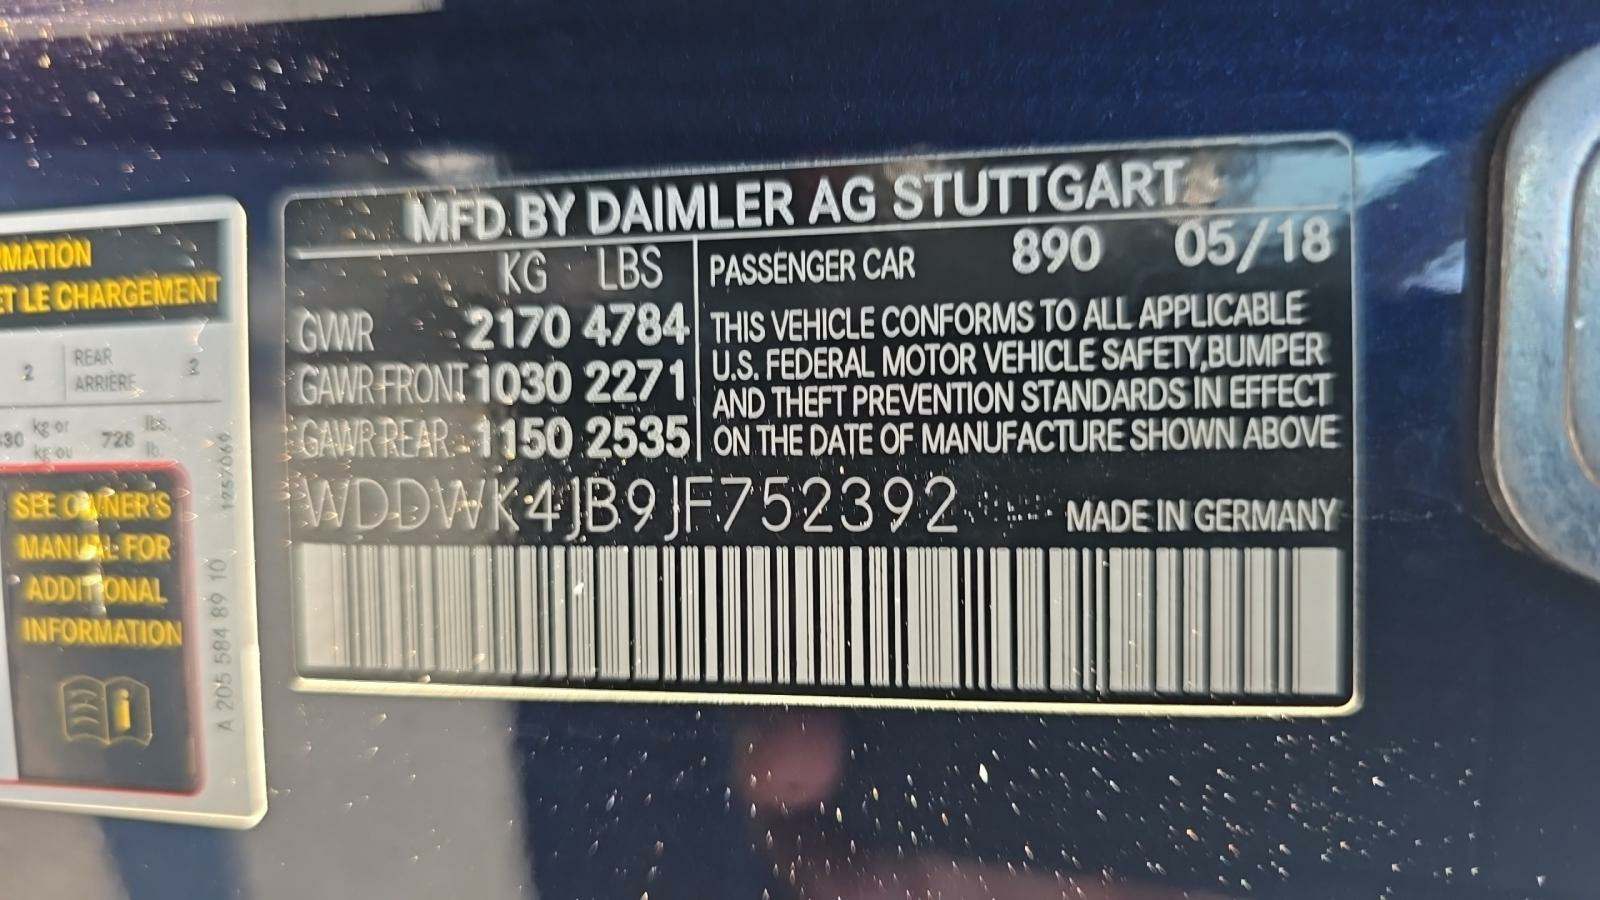 MFD. BY DAIMLER AG STUTTGART
KG LBS
GVWR 2170 4784
GAWR FRONT 1030 2271
GAWR REAR 1150 2535
PASSENGER CAR 890 05/18
THIS VEHICLE CONFORMS TO ALL APPLICABLE
U.S. FEDERAL MOTOR VEHICLE SAFETY,BUMPER
AND THEFT PREVENTION STANDARDS IN EFFECT
ON THE DATE OF MANUFACTURE SHOWN ABOVE
WDDWK4JB9JF752392
MADE IN GERMANY
RMATION
ET LE CHARGEMENT
2 REAR 2
ARRIÈRE
kg or 728 lbs.
kg ou lb.
SEE OWNER'S
MANUAL FOR
ADDITIONAL
INFORMATION
A 205 584 89 10